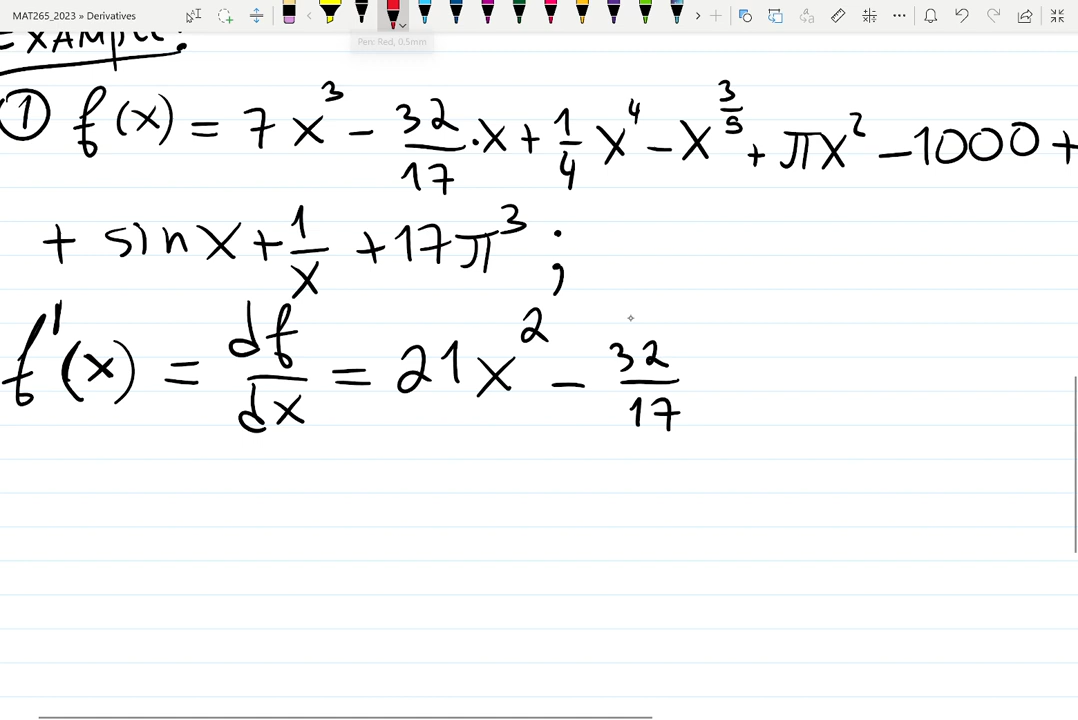 MAT265_2023 » Derivatives
Pen: Red, 0.5mm
EXAMPLE:
① f(x) = 7x³ - 32/17 · x + 1/4 x⁴ - x^(3/5) + πx² - 1000 +
+ sin x + 1/x + 17π³ ;
f'(x) = df/dx = 21x² - 32/17